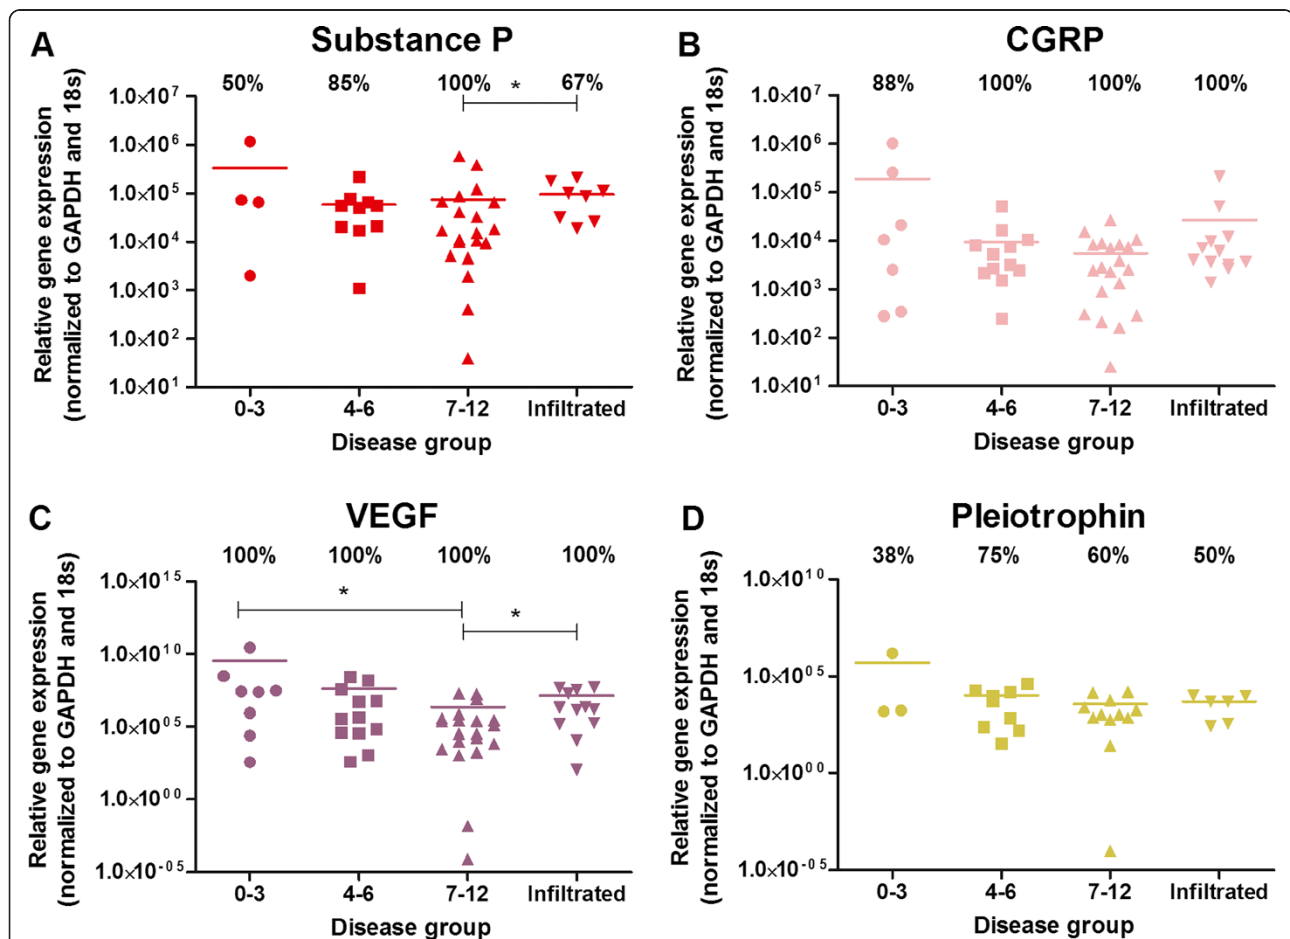 A
Substance P
50% 85% 100% * 67%
Relative gene expression
(normalized to GAPDH and 18s)
1.0×10⁷
1.0×10⁶
1.0×10⁵
1.0×10⁴
1.0×10³
1.0×10²
1.0×10¹
0-3 4-6 7-12 Infiltrated
Disease group
B
CGRP
88% 100% 100% 100%
Relative gene expression
(normalized to GAPDH and 18s)
1.0×10⁷
1.0×10⁶
1.0×10⁵
1.0×10⁴
1.0×10³
1.0×10²
1.0×10¹
0-3 4-6 7-12 Infiltrated
Disease group
C
VEGF
100% 100% 100% 100%
* *
Relative gene expression
(normalized to GAPDH and 18s)
1.0×10¹⁵
1.0×10¹⁰
1.0×10⁰⁵
1.0×10⁰⁰
1.0×10⁻⁰⁵
0-3 4-6 7-12 Infiltrated
Disease group
D
Pleiotrophin
38% 75% 60% 50%
Relative gene expression
(normalized to GAPDH and 18s)
1.0×10¹⁰
1.0×10⁰⁵
1.0×10⁰⁰
1.0×10⁻⁰⁵
0-3 4-6 7-12 Infiltrated
Disease group